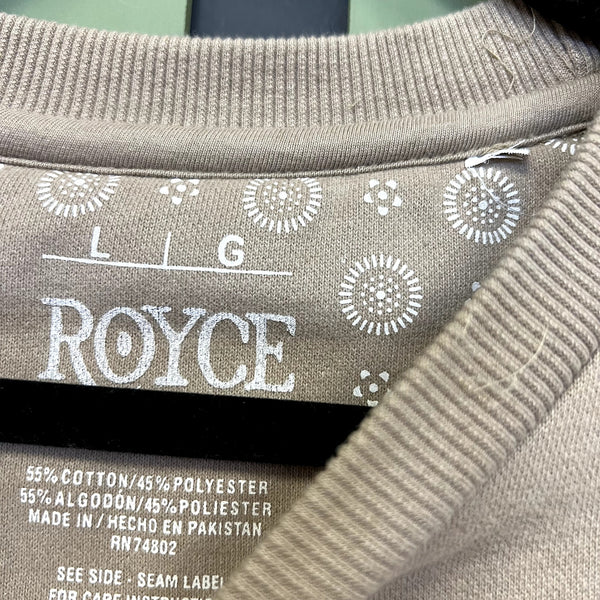 L | G
ROYCE
55% COTTON/45% POLYESTER
55% ALGODÓN/45% POLIESTER
MADE IN / HECHO EN PAKISTAN
RN74802
SEE SIDE - SEAM LABEL
FOR CARE